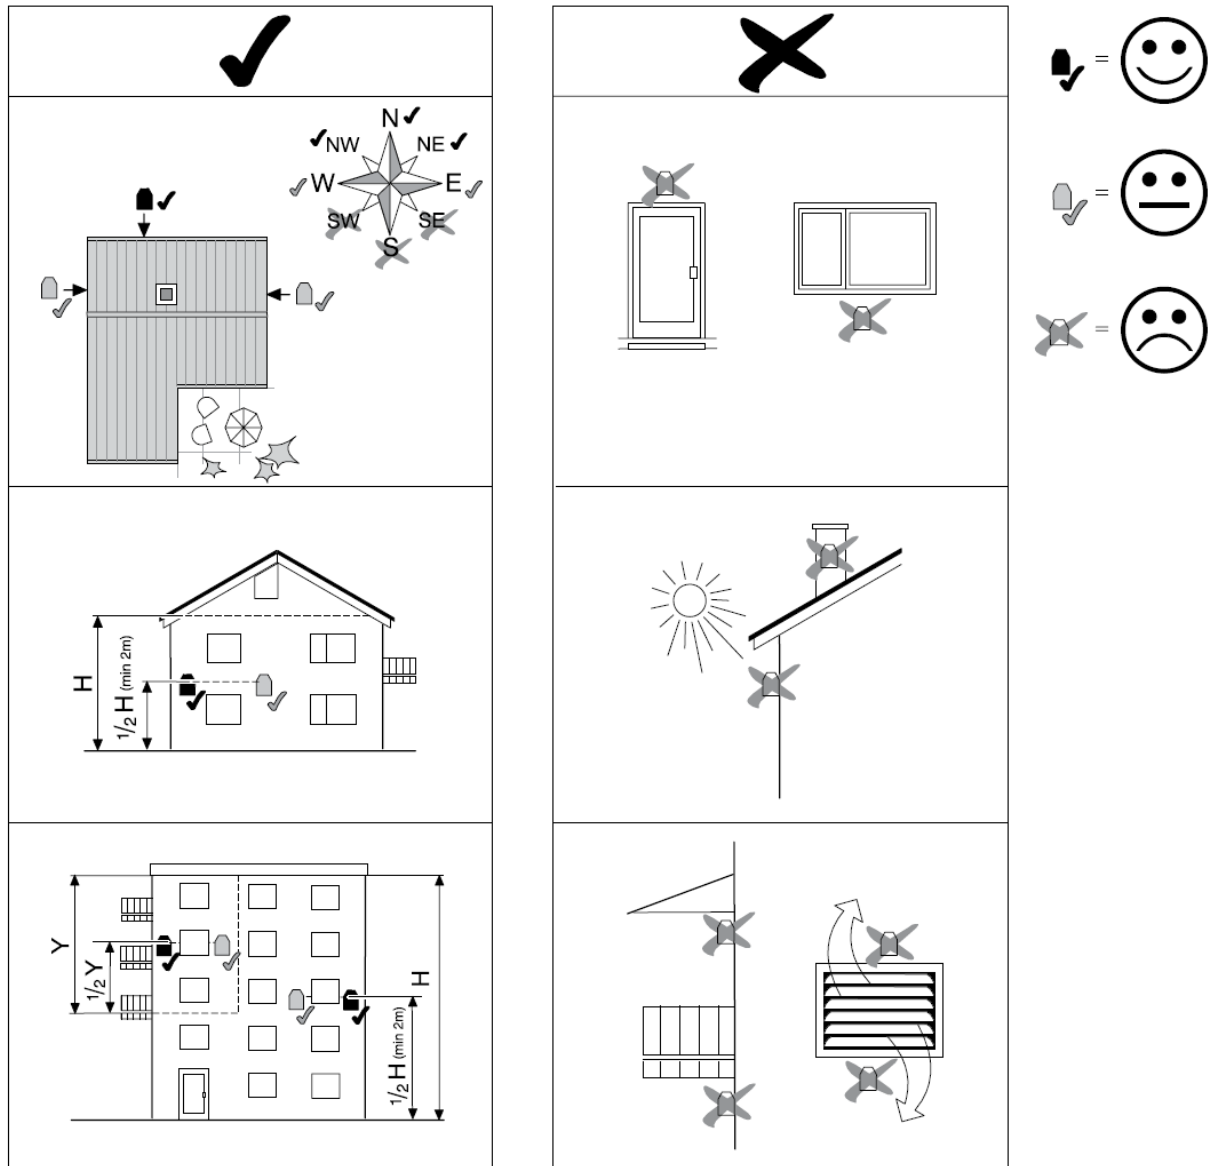 N
NW NE
W E
SW SE
S
=
=
=
H
1/2 H (min 2m)
Y
1/2 Y
H
1/2 H (min 2m)